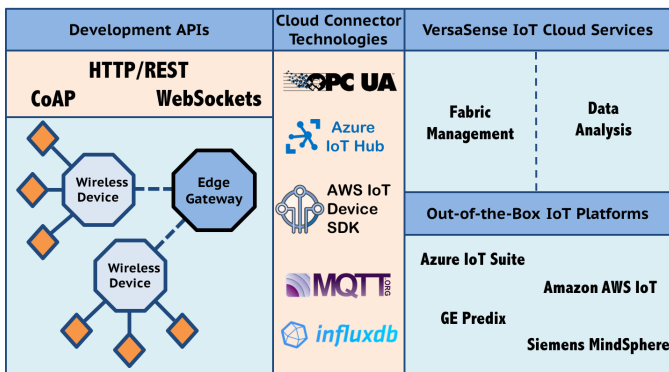 Development APIs
HTTP/REST
CoAP
WebSockets
Wireless
Device
Edge
Gateway
Wireless
Device
Cloud Connector
Technologies
OPC UA
Azure
IoT Hub
AWS IoT
Device
SDK
MQTT.ORG
influxdb
VersaSense IoT Cloud Services
Fabric
Management
Data
Analysis
Out-of-the-Box IoT Platforms
Azure IoT Suite
Amazon AWS IoT
GE Predix
Siemens MindSphere